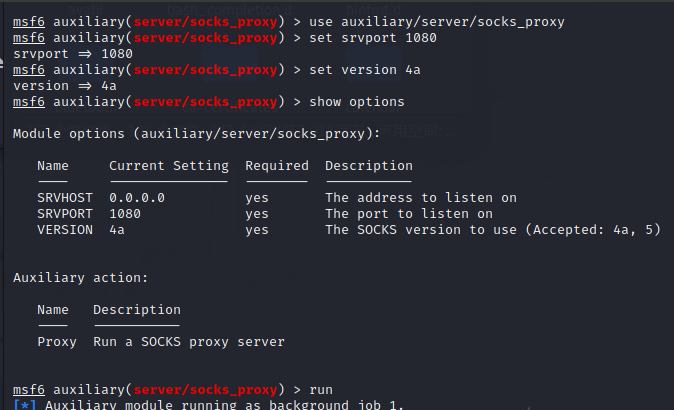 msf6 auxiliary(server/socks_proxy) > use auxiliary/server/socks_proxy
msf6 auxiliary(server/socks_proxy) > set srvport 1080
srvport => 1080
msf6 auxiliary(server/socks_proxy) > set version 4a
version => 4a
msf6 auxiliary(server/socks_proxy) > show options
Module options (auxiliary/server/socks_proxy):
Name Current Setting Required Description
---- --------------- -------- -----------
SRVHOST 0.0.0.0 yes The address to listen on
SRVPORT 1080 yes The port to listen on
VERSION 4a yes The SOCKS version to use (Accepted: 4a, 5)
Auxiliary action:
Name Description
---- -----------
Proxy Run a SOCKS proxy server
msf6 auxiliary(server/socks_proxy) > run
[*] Auxiliary module running as background job 1.